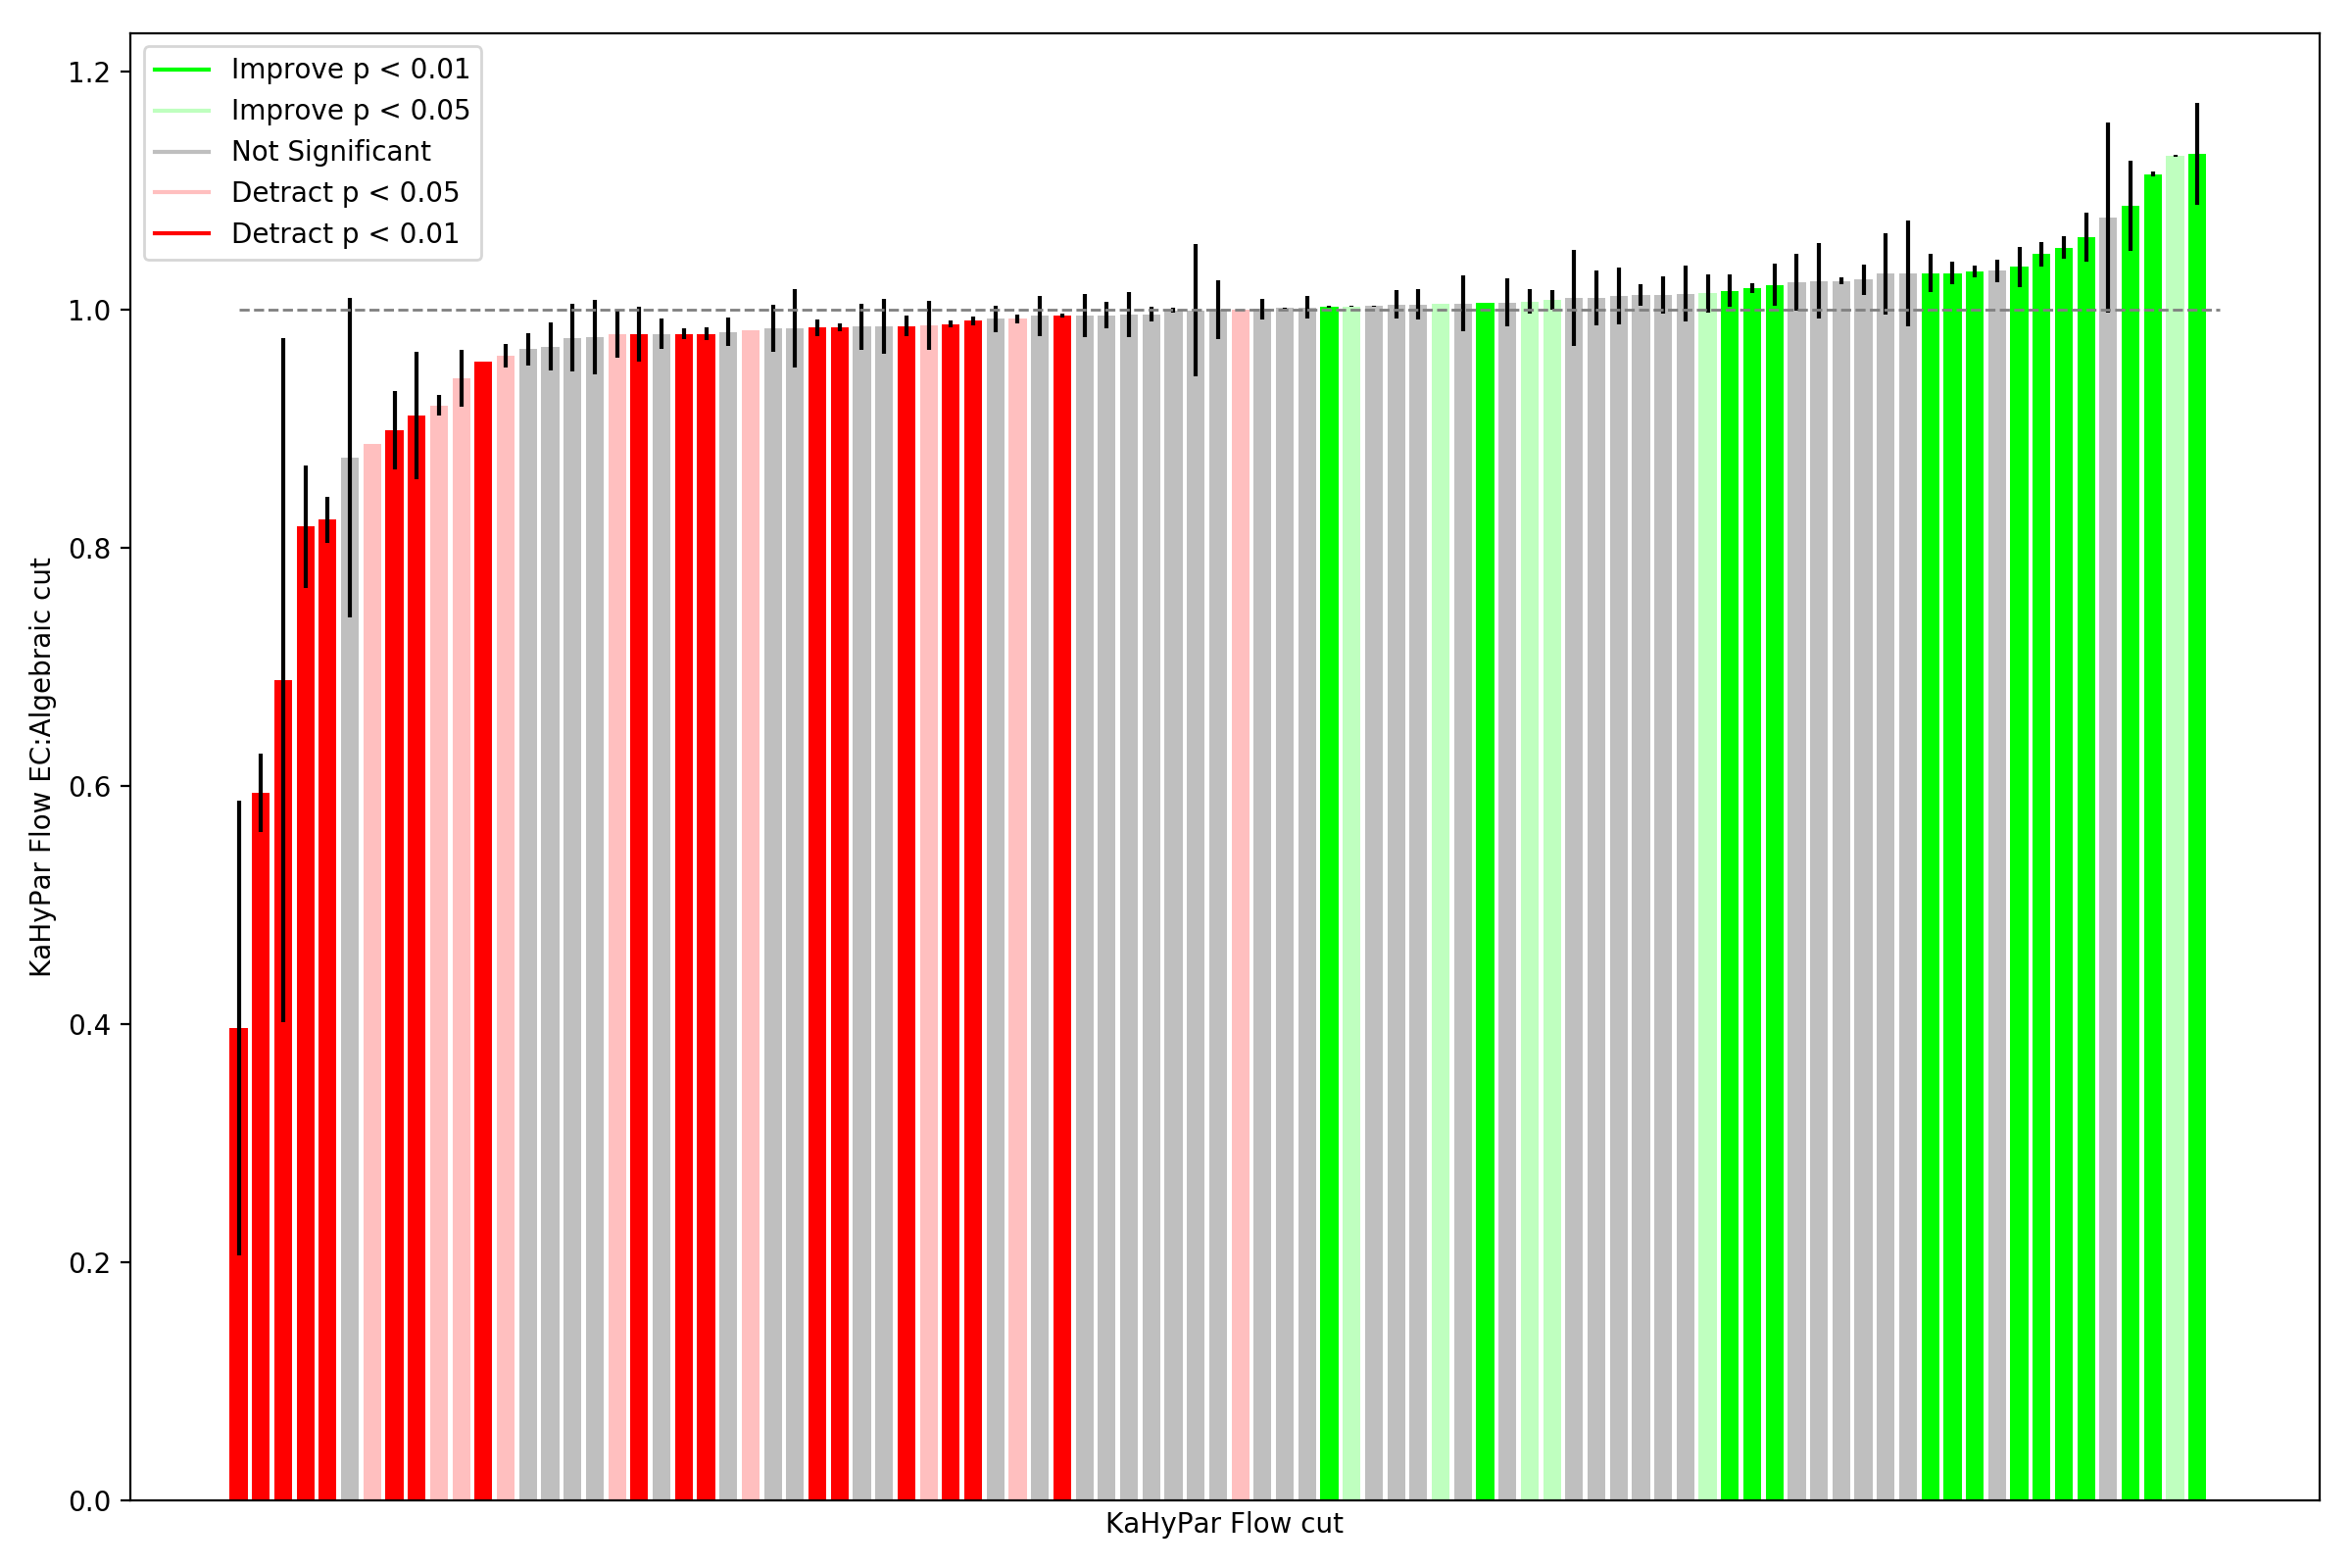 1.2
1.0
0.8
0.6
0.4
0.2
0.0
KaHyPar Flow EC:Algebraic cut
Improve p < 0.01
Improve p < 0.05
Not Significant
Detract p < 0.05
Detract p < 0.01
KaHyPar Flow cut